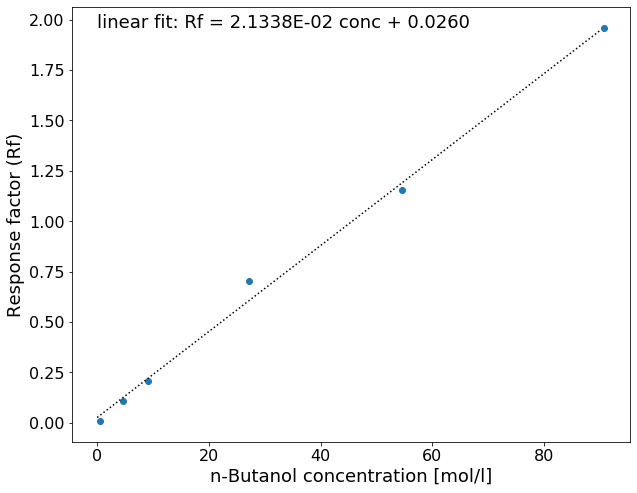 linear fit: Rf = 2.1338E-02 conc + 0.0260
2.00
1.75
1.50
1.25
1.00
0.75
0.50
0.25
0.00
Response factor (Rf)
0 20 40 60 80
n-Butanol concentration [mol/l]